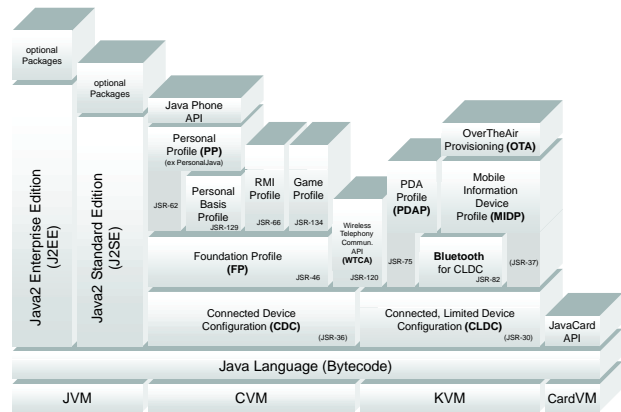 optional
Packages
optional
Packages
Java2 Enterprise Edition
(J2EE)
Java2 Standard Edition
(J2SE)
Java Phone
API
Personal
Profile (PP)
(ex PersonalJava)
JSR-62
Personal
Basis
Profile
JSR-129
RMI
Profile
JSR-66
Game
Profile
JSR-134
Foundation Profile
(FP)
JSR-46
Wireless
Telephony
Commun.
API
(WTCA)
JSR-120
PDA
Profile
(PDAP)
JSR-75
OverTheAir
Provisioning (OTA)
Mobile
Information
Device
Profile (MIDP)
(JSR-37)
Bluetooth
for CLDC
JSR-82
Connected Device
Configuration (CDC)
(JSR-36)
Connected, Limited Device
Configuration (CLDC)
(JSR-30)
JavaCard
API
Java Language (Bytecode)
JVM
CVM
KVM
CardVM